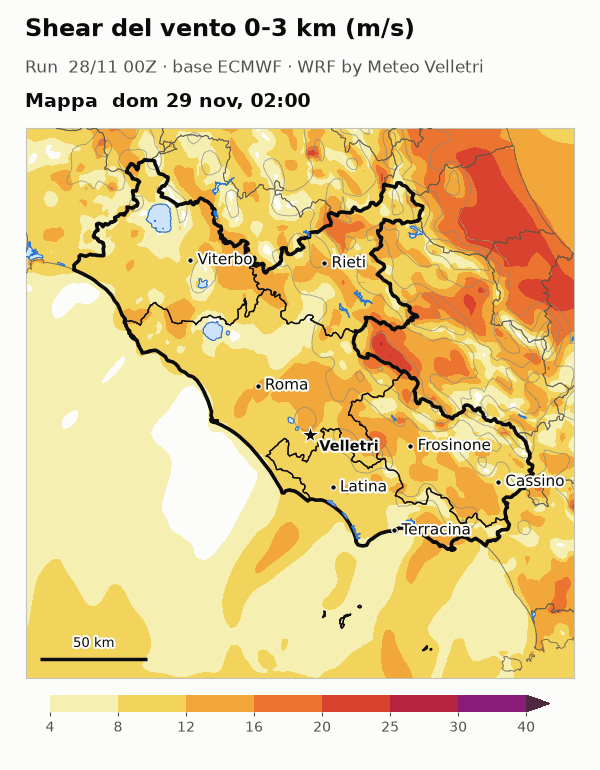 Shear del vento 0-3 km (m/s)
Run  28/11 00Z · base ECMWF · WRF by Meteo Velletri
Mappa  dom 29 nov, 02:00
Viterbo
Rieti
Roma
Velletri
Frosinone
Cassino
Latina
Terracina
50 km
4 8 12 16 20 25 30 40